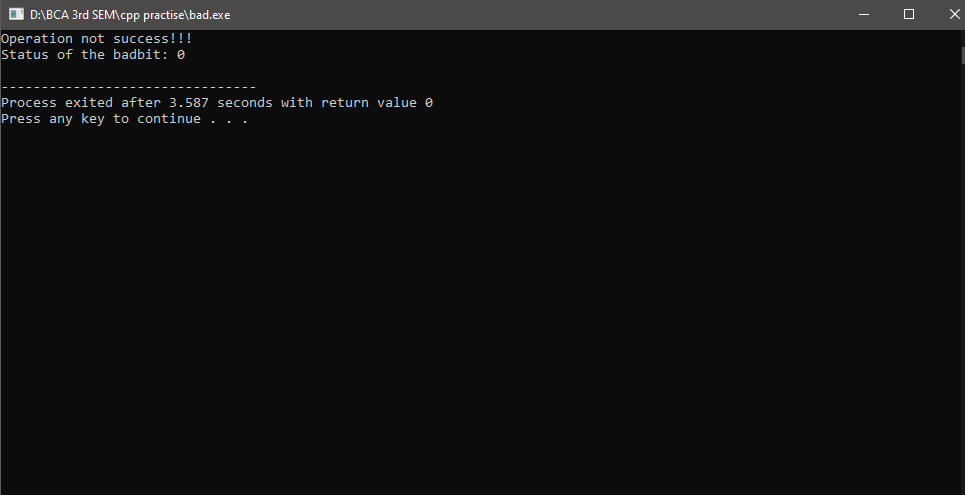 D:\BCA 3rd SEM\cpp practise\bad.exe
Operation not success!!!
Status of the badbit: 0
--------------------------------
Process exited after 3.587 seconds with return value 0
Press any key to continue . . .